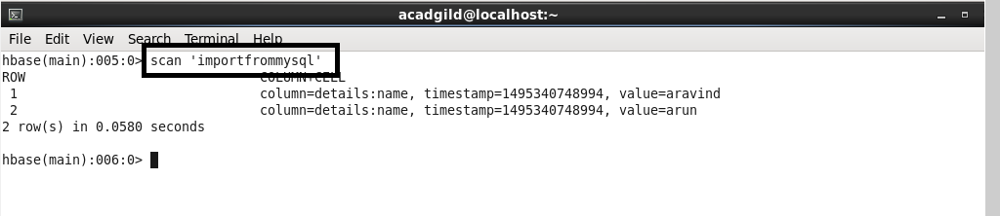 acadgild@localhost:~
File Edit View Search Terminal Help
hbase(main):005:0> scan 'importfrommysql'
ROW COLUMN+CELL
1 column=details:name, timestamp=1495340748994, value=aravind
2 column=details:name, timestamp=1495340748994, value=arun
2 row(s) in 0.0580 seconds
hbase(main):006:0>